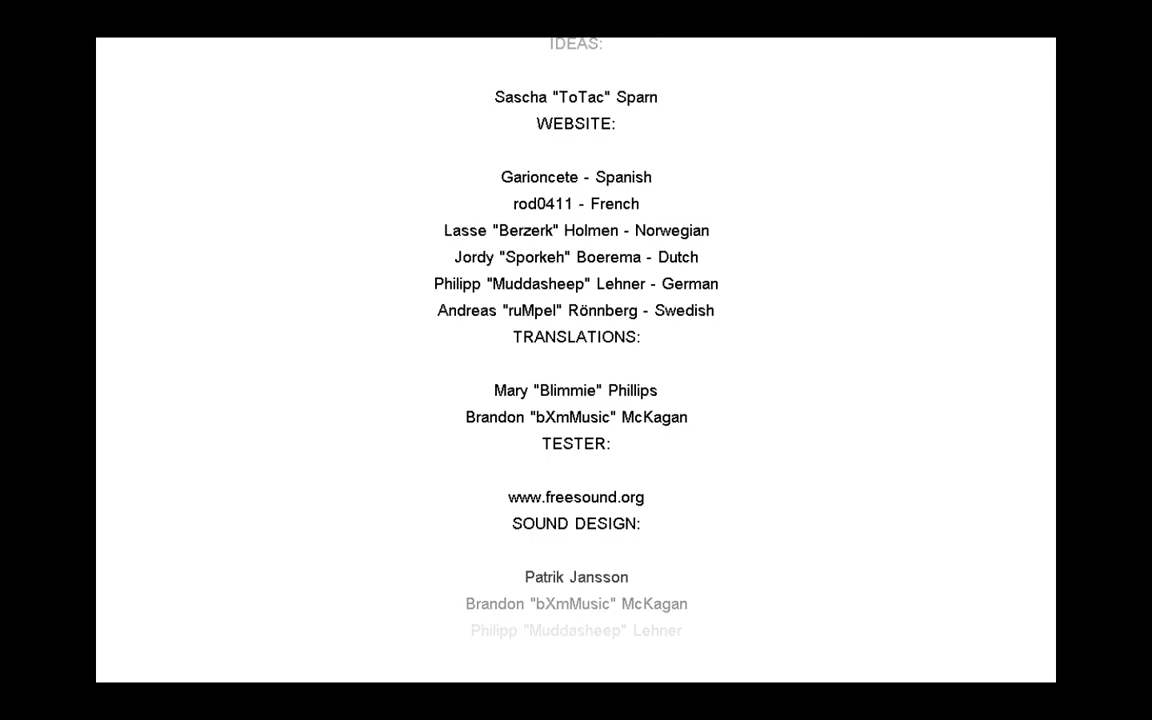 IDEAS:
Sascha "ToTac" Sparn
WEBSITE:
Garioncete - Spanish
rod0411 - French
Lasse "Berzerk" Holmen - Norwegian
Jordy "Sporkeh" Boerema - Dutch
Philipp "Muddasheep" Lehner - German
Andreas "ruMpel" Rönnberg - Swedish
TRANSLATIONS:
Mary "Blimmie" Phillips
Brandon "bXmMusic" McKagan
TESTER:
www.freesound.org
SOUND DESIGN:
Patrik Jansson
Brandon "bXmMusic" McKagan
Philipp "Muddasheep" Lehner